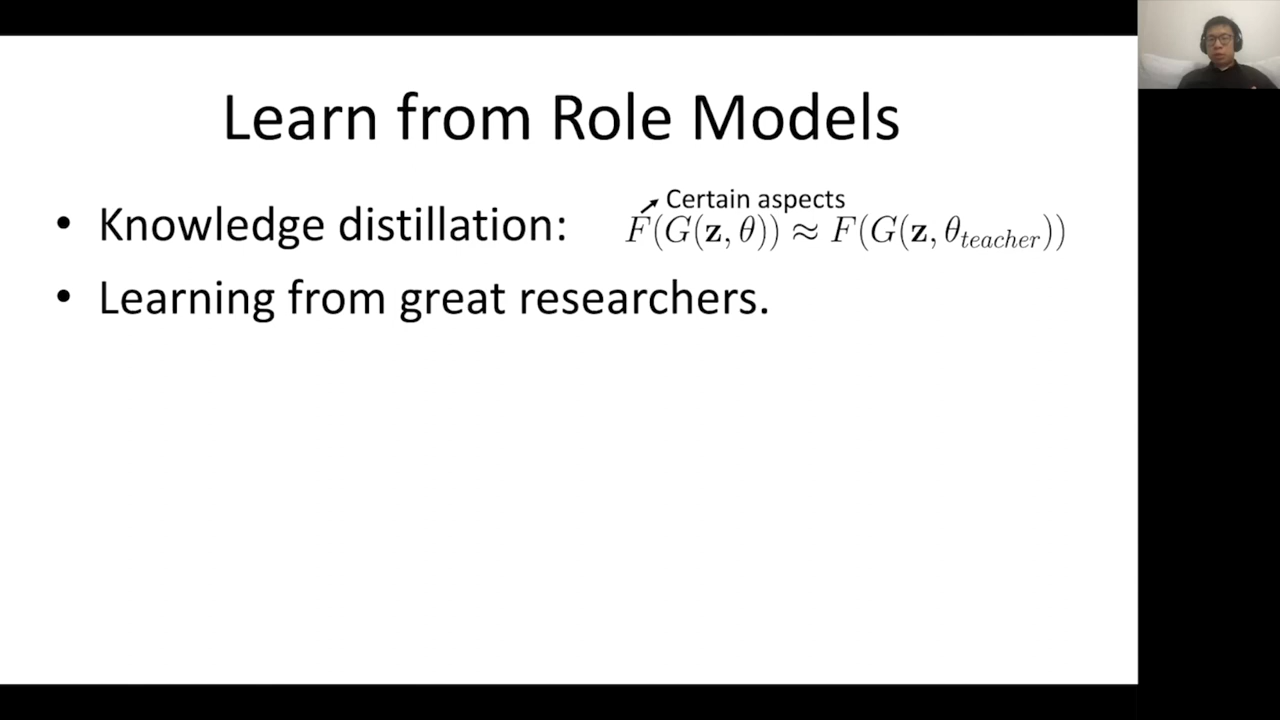 Learn from Role Models
Certain aspects
• Knowledge distillation: F(G(z, θ)) ≈ F(G(z, θ_teacher))
• Learning from great researchers.